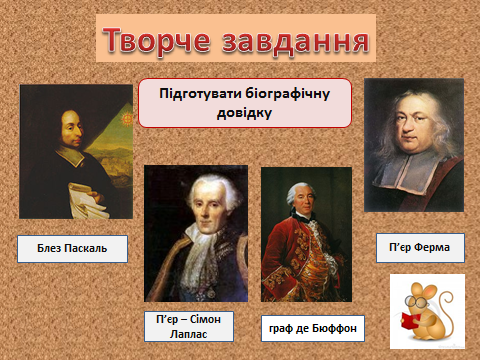 Творче завдання
Підготувати біографічну
довідку
Блез Паскаль
П'єр Ферма
П'єр – Сімон
Лаплас
граф де Бюффон